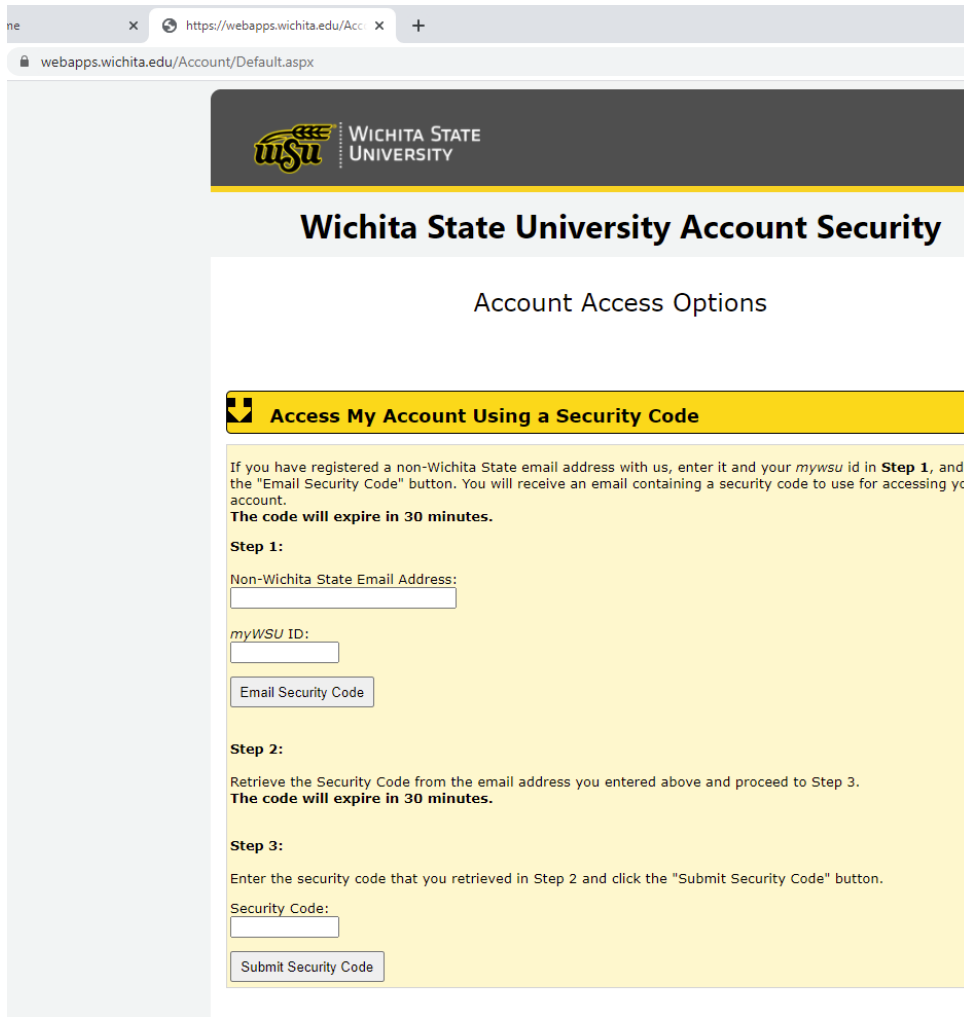 me
https://webapps.wichita.edu/Acc
webapps.wichita.edu/Account/Default.aspx
wsu
WICHITA STATE
UNIVERSITY
Wichita State University Account Security
Account Access Options
Access My Account Using a Security Code
If you have registered a non-Wichita State email address with us, enter it and your mywsu id in Step 1, and
the "Email Security Code" button. You will receive an email containing a security code to use for accessing yo
account.
The code will expire in 30 minutes.
Step 1:
Non-Wichita State Email Address:
myWSU ID:
Email Security Code
Step 2:
Retrieve the Security Code from the email address you entered above and proceed to Step 3.
The code will expire in 30 minutes.
Step 3:
Enter the security code that you retrieved in Step 2 and click the "Submit Security Code" button.
Security Code:
Submit Security Code